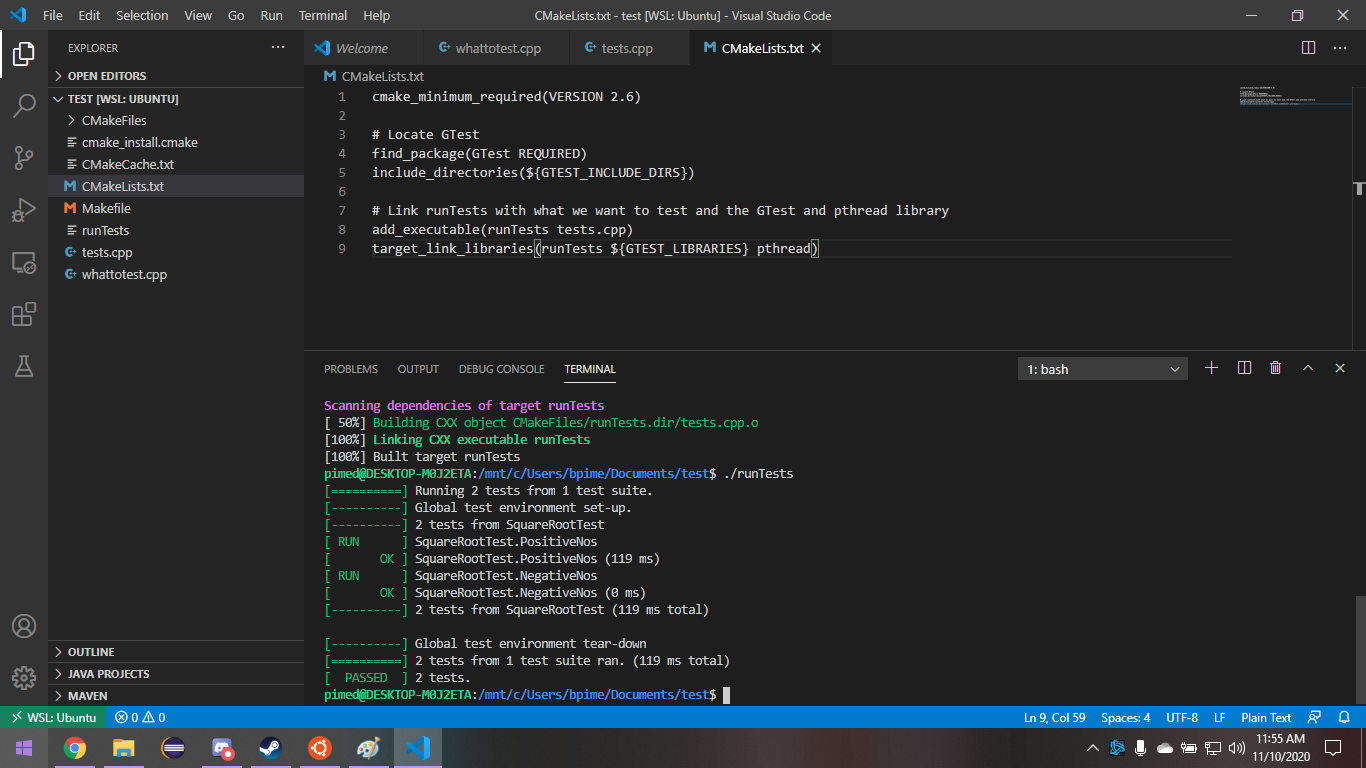 File Edit Selection View Go Run Terminal Help CMakeLists.txt - test [WSL: Ubuntu] - Visual Studio Code
EXPLORER ...
OPEN EDITORS
TEST [WSL: UBUNTU]
CMakeFiles
cmake_install.cmake
CMakeCache.txt
CMakeLists.txt
Makefile
runTests
tests.cpp
whattotest.cpp
OUTLINE
JAVA PROJECTS
MAVEN
Welcome whattotest.cpp tests.cpp CMakeLists.txt
CMakeLists.txt
1 cmake_minimum_required(VERSION 2.6)
2
3 # Locate GTest
4 find_package(GTest REQUIRED)
5 include_directories(${GTEST_INCLUDE_DIRS})
6
7 # Link runTests with what we want to test and the GTest and pthread library
8 add_executable(runTests tests.cpp)
9 target_link_libraries(runTests ${GTEST_LIBRARIES} pthread)
PROBLEMS OUTPUT DEBUG CONSOLE TERMINAL 1: bash
Scanning dependencies of target runTests
[ 50%] Building CXX object CMakeFiles/runTests.dir/tests.cpp.o
[100%] Linking CXX executable runTests
[100%] Built target runTests
pimed@DESKTOP-M0J2ETA:/mnt/c/Users/bpime/Documents/test$ ./runTests
[==========] Running 2 tests from 1 test suite.
[----------] Global test environment set-up.
[----------] 2 tests from SquareRootTest
[ RUN      ] SquareRootTest.PositiveNos
[       OK ] SquareRootTest.PositiveNos (119 ms)
[ RUN      ] SquareRootTest.NegativeNos
[       OK ] SquareRootTest.NegativeNos (0 ms)
[----------] 2 tests from SquareRootTest (119 ms total)
[----------] Global test environment tear-down
[==========] 2 tests from 1 test suite ran. (119 ms total)
[  PASSED  ] 2 tests.
pimed@DESKTOP-M0J2ETA:/mnt/c/Users/bpime/Documents/test$
WSL: Ubuntu 0 0 Ln 9, Col 59 Spaces: 4 UTF-8 LF Plain Text
11:55 AM
11/10/2020